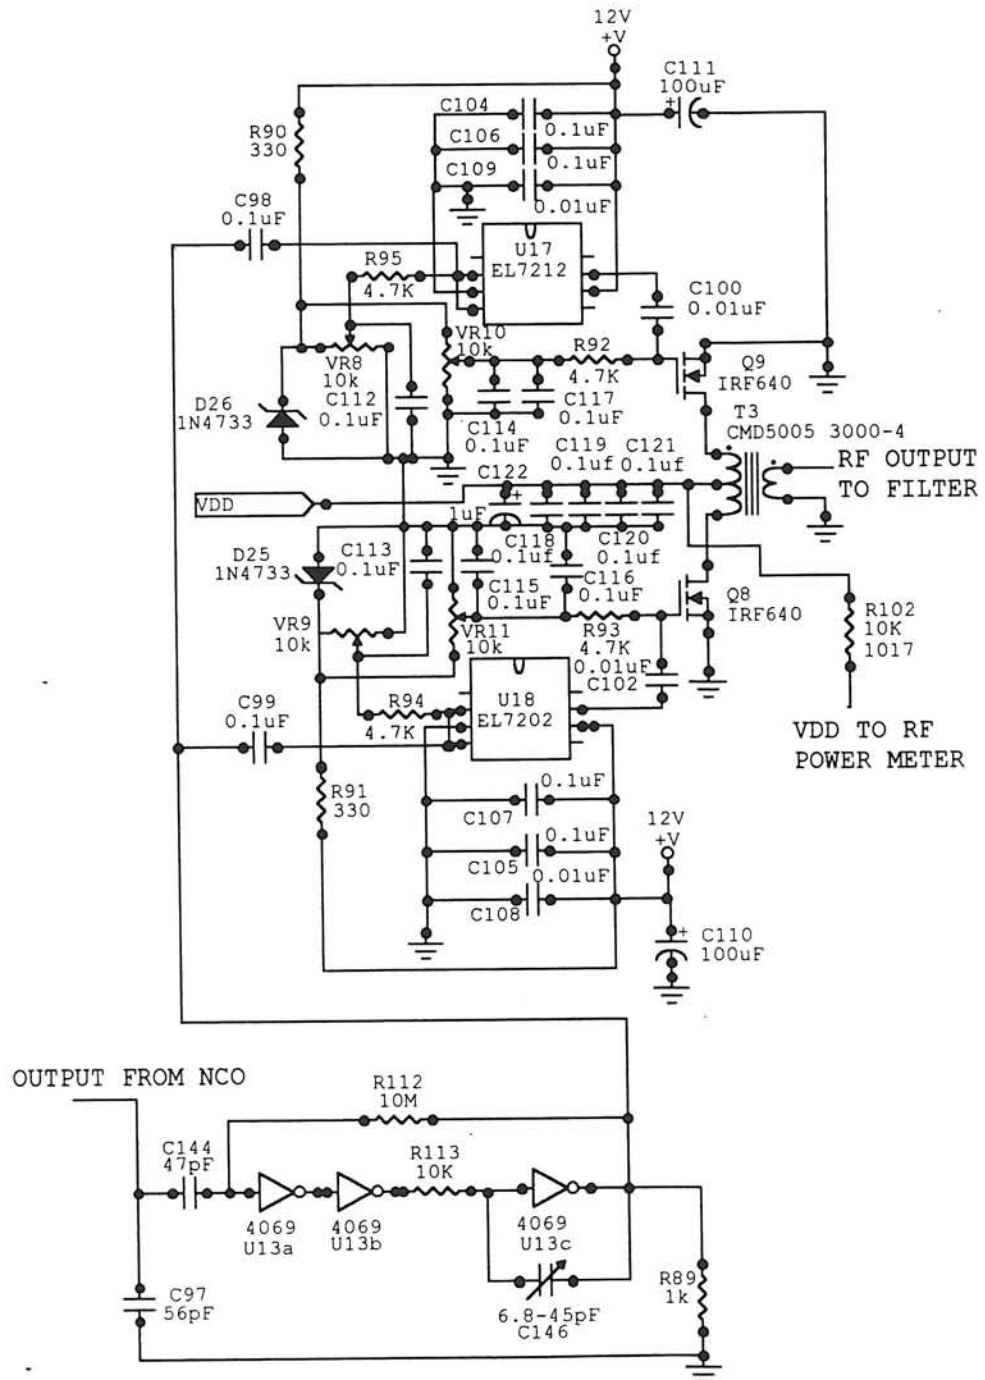 12V
+V
C111
100uF
+
C104
0.1uF
R90
330
C106
0.1uF
C109
0.01uF
C98
0.1uF
U17
EL7212
R95
4.7K
C100
0.01uF
VR10
10k
R92
4.7K
VR8
10k
Q9
IRF640
D26
1N4733
C112
0.1uF
C117
0.1uF
C114
0.1uF
T3
CMD5005 3000-4
C119
0.1uf
C121
0.1uf
C122
+
1uF
RF OUTPUT
TO FILTER
VDD
D25
1N4733
C113
0.1uF
C118
0.1uf
C120
0.1uf
C115
0.1uF
C116
0.1uF
Q8
IRF640
VR9
10k
VR11
10k
R93
4.7K
0.01uF
C102
R102
10K
1017
U18
EL7202
R94
4.7K
C99
0.1uF
VDD TO RF
POWER METER
R91
330
0.1uF
C107
0.1uF
C105
0.01uF
C108
12V
+V
+
C110
100uF
OUTPUT FROM NCO
R112
10M
C144
47pF
R113
10K
4069
U13a
4069
U13b
4069
U13c
C97
56pF
6.8-45pF
C146
R89
1k